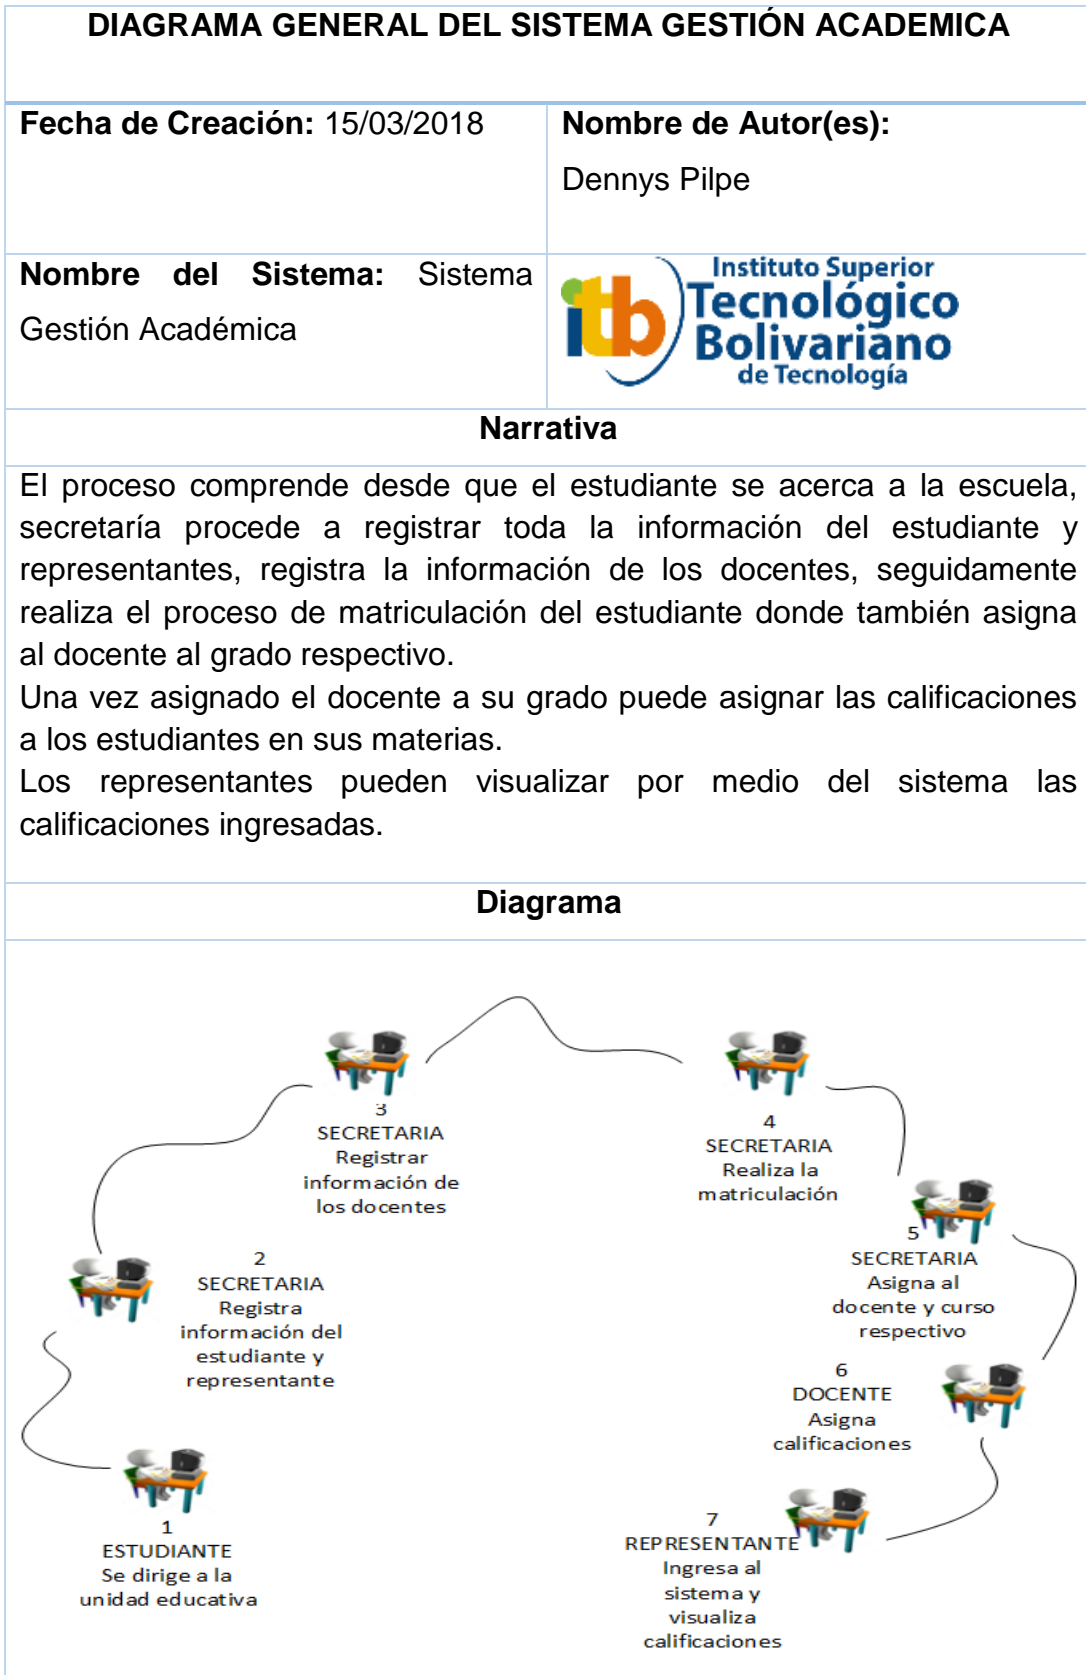 DIAGRAMA GENERAL DEL SISTEMA GESTIÓN ACADEMICA
Fecha de Creación: 15/03/2018
Nombre de Autor(es):
Dennys Pilpe
Nombre del Sistema: Sistema
Gestión Académica
itb
Instituto Superior
Tecnológico
Bolivariano
de Tecnología
Narrativa
El proceso comprende desde que el estudiante se acerca a la escuela,
secretaría procede a registrar toda la información del estudiante y
representantes, registra la información de los docentes, seguidamente
realiza el proceso de matriculación del estudiante donde también asigna
al docente al grado respectivo.
Una vez asignado el docente a su grado puede asignar las calificaciones
a los estudiantes en sus materias.
Los representantes pueden visualizar por medio del sistema las
calificaciones ingresadas.
Diagrama
1
ESTUDIANTE
Se dirige a la
unidad educativa
2
SECRETARIA
Registra
información del
estudiante y
representante
3
SECRETARIA
Registrar
información de
los docentes
4
SECRETARIA
Realiza la
matriculación
5
SECRETARIA
Asigna al
docente y curso
respectivo
6
DOCENTE
Asigna
calificaciones
7
REPRESENTANTE
Ingresa al
sistema y
visualiza
calificaciones